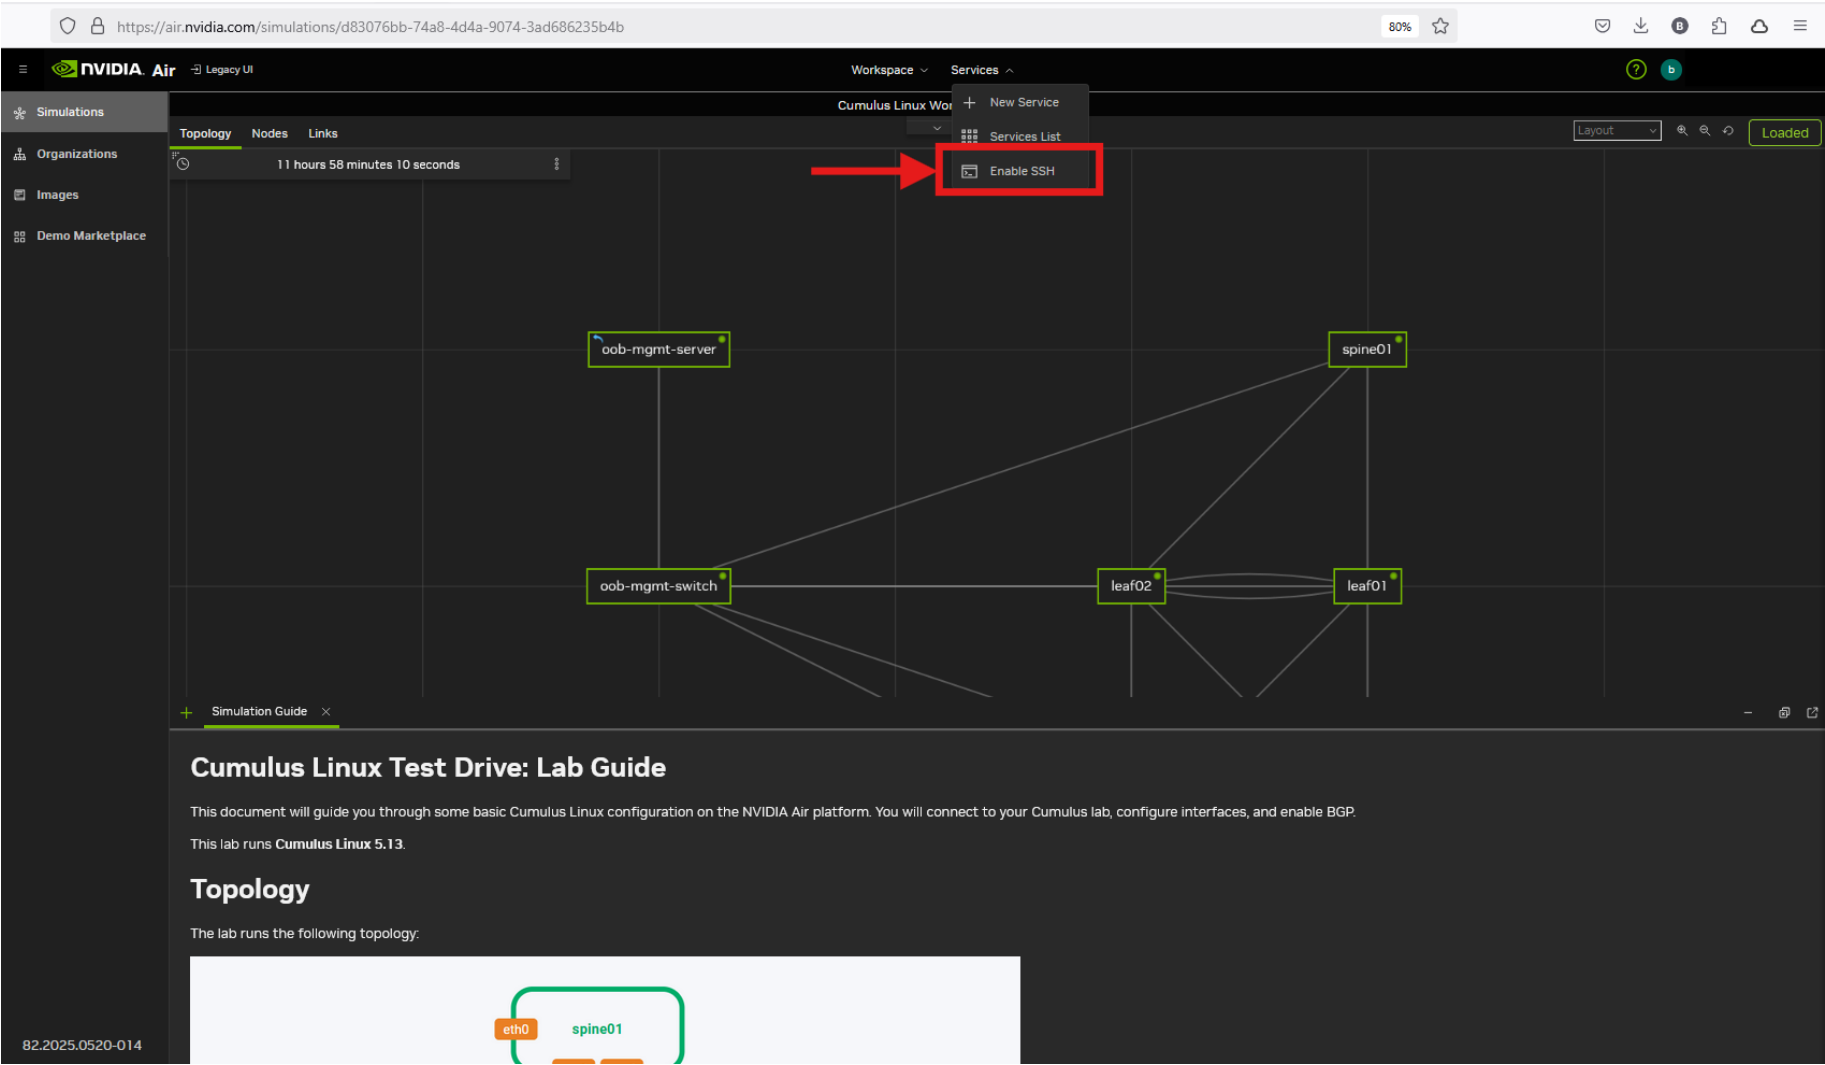 https://air.nvidia.com/simulations/d83076bb-74a8-4d4a-9074-3ad686235b4b
80%
B
NVIDIA. Air
Legacy UI
Workspace
Services
?
b
New Service
Services List
Enable SSH
Simulations
Organizations
Images
Demo Marketplace
Cumulus Linux Wor
Topology
Nodes
Links
Layout
Loaded
11 hours 58 minutes 10 seconds
oob-mgmt-server
spine01
oob-mgmt-switch
leaf02
leaf01
Simulation Guide
Cumulus Linux Test Drive: Lab Guide
This document will guide you through some basic Cumulus Linux configuration on the NVIDIA Air platform. You will connect to your Cumulus lab, configure interfaces, and enable BGP.
This lab runs Cumulus Linux 5.13.
Topology
The lab runs the following topology:
eth0
spine01
82.2025.0520-014